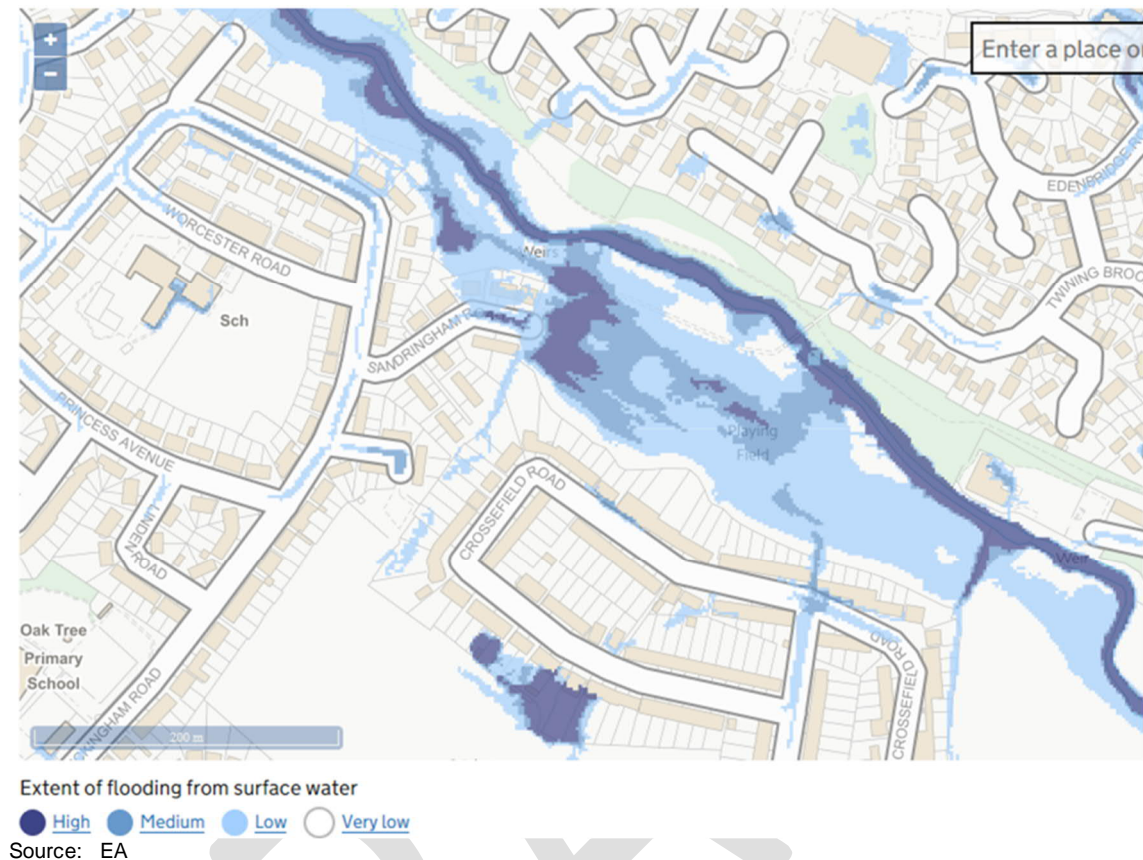 +
Enter a place or
−
EDENBRIDGE R
WORCESTER ROAD
Weirs
TWINING BROO
Sch
SANDRINGHAM R
PRINCESS AVENUE
Playing
Field
LINDEN
ROAD
CROSSEFIELD ROAD
Weir
Oak Tree
Primary
School
CROSSEFIELD ROAD
CKINGHAM ROAD
200 m
Extent of flooding from surface water
High Medium Low Very low
Source: EA